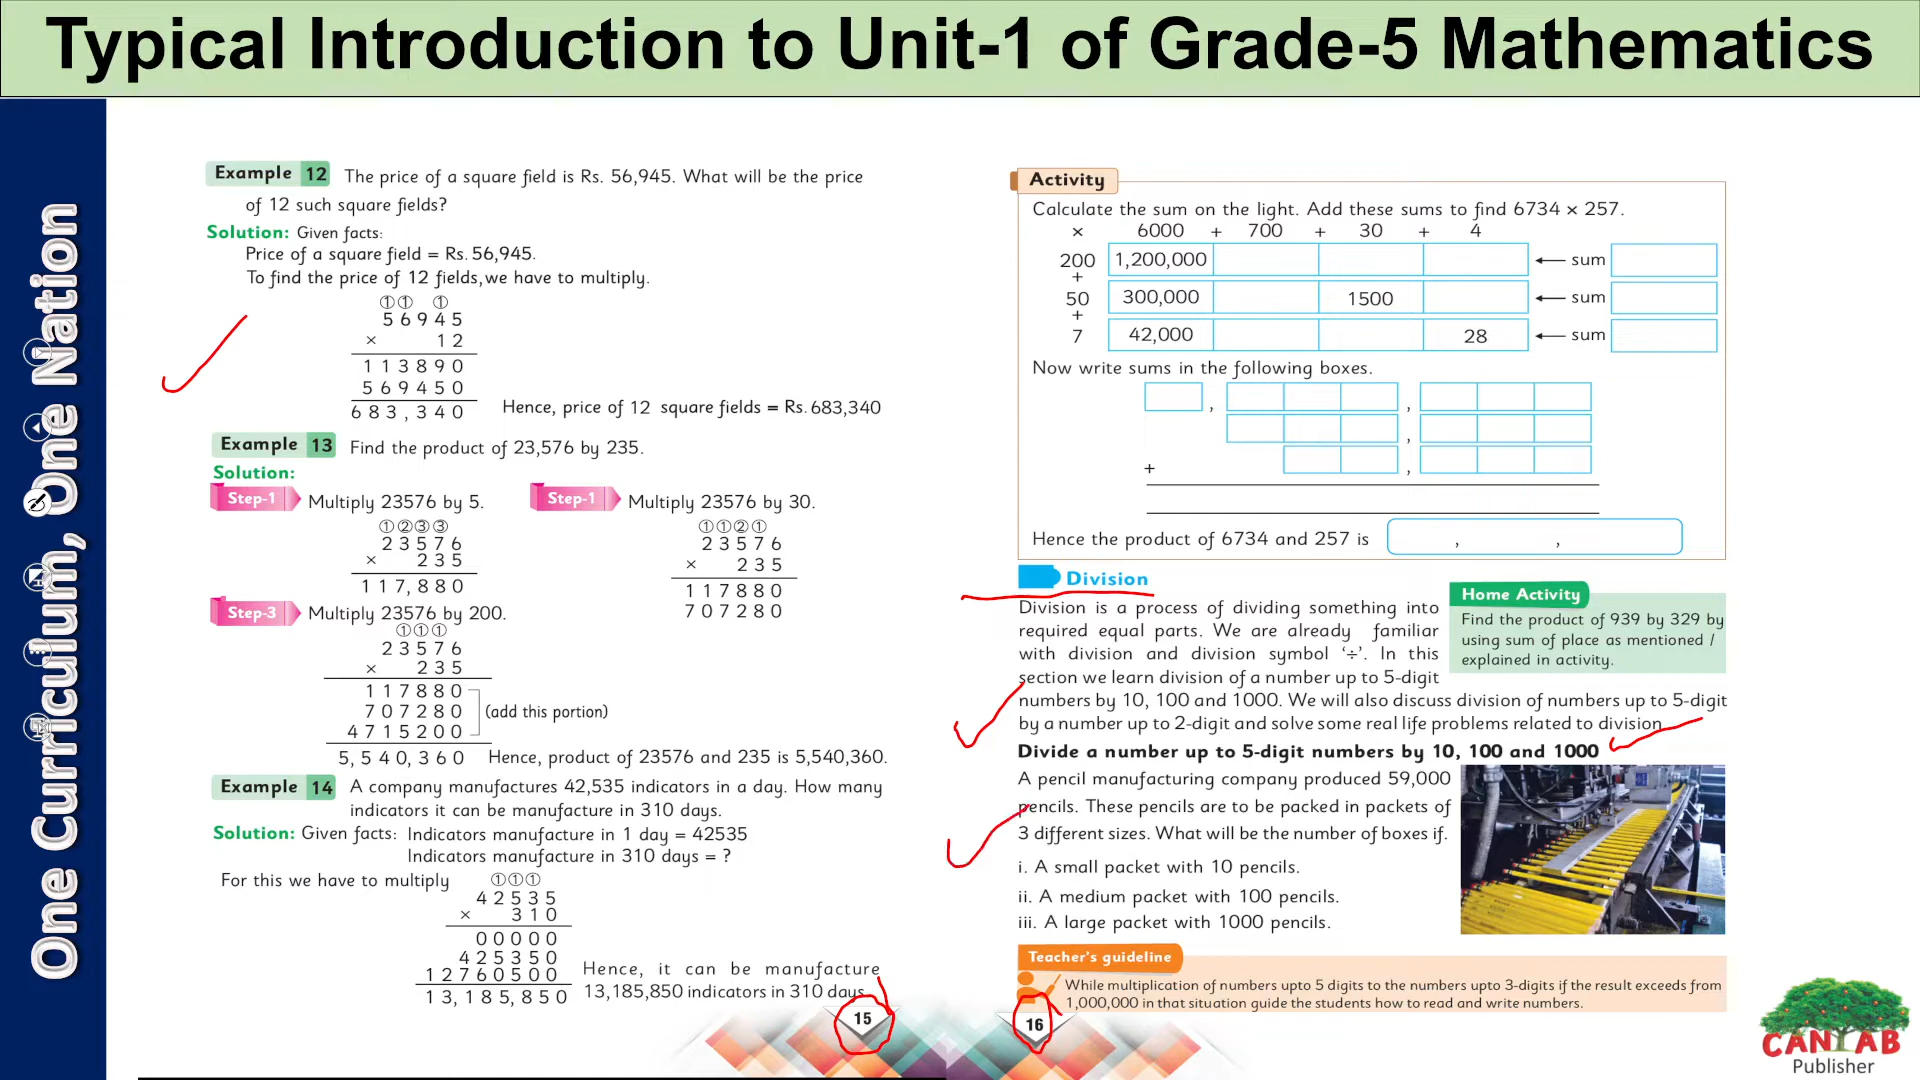 Typical Introduction to Unit-1 of Grade-5 Mathematics
One Curriculum, One Nation
Example 12 The price of a square field is Rs. 56,945. What will be the price
of 12 such square fields?
Solution: Given facts:
Price of a square field = Rs. 56,945.
To find the price of 12 fields,we have to multiply.
① ① ①
5 6 9 4 5
× 1 2
1 1 3 8 9 0
5 6 9 4 5 0
6 8 3 , 3 4 0 Hence, price of 12 square fields = Rs. 683,340
Example 13 Find the product of 23,576 by 235.
Solution:
Step-1 Multiply 23576 by 5.
① ② ③ ③
2 3 5 7 6
× 2 3 5
1 1 7, 8 8 0
Step-1 Multiply 23576 by 30.
① ① ② ①
2 3 5 7 6
× 2 3 5
1 1 7 8 8 0
7 0 7 2 8 0
Step-3 Multiply 23576 by 200.
① ① ①
2 3 5 7 6
× 2 3 5
1 1 7 8 8 0
7 0 7 2 8 0 (add this portion)
4 7 1 5 2 0 0
5, 5 4 0, 3 6 0 Hence, product of 23576 and 235 is 5,540,360.
Example 14 A company manufactures 42,535 indicators in a day. How many
indicators it can be manufacture in 310 days.
Solution: Given facts: Indicators manufacture in 1 day = 42535
Indicators manufacture in 310 days = ?
For this we have to multiply ① ① ①
4 2 5 3 5
× 3 1 0
0 0 0 0 0
4 2 5 3 5 0
1 2 7 6 0 5 0 0 Hence, it can be manufacture
1 3, 1 8 5, 8 5 0 13,185,850 indicators in 310 days
15
Activity
Calculate the sum on the light. Add these sums to find 6734 × 257.
× 6000 + 700 + 30 + 4
200 1,200,000 ← sum
+
50 300,000 1500 ← sum
+
7 42,000 28 ← sum
Now write sums in the following boxes.
, ,
,
+ ,
Hence the product of 6734 and 257 is , ,
Division
Division is a process of dividing something into
required equal parts. We are already familiar
with division and division symbol ‘÷’. In this
section we learn division of a number up to 5-digit
numbers by 10, 100 and 1000. We will also discuss division of numbers up to 5-digit
by a number up to 2-digit and solve some real life problems related to division
Home Activity
Find the product of 939 by 329 by
using sum of place as mentioned /
explained in activity.
Divide a number up to 5-digit numbers by 10, 100 and 1000
A pencil manufacturing company produced 59,000
pencils. These pencils are to be packed in packets of
3 different sizes. What will be the number of boxes if.
i. A small packet with 10 pencils.
ii. A medium packet with 100 pencils.
iii. A large packet with 1000 pencils.
Teacher's guideline
While multiplication of numbers upto 5 digits to the numbers upto 3-digits if the result exceeds from
1,000,000 in that situation guide the students how to read and write numbers.
16
CANTAB
Publisher